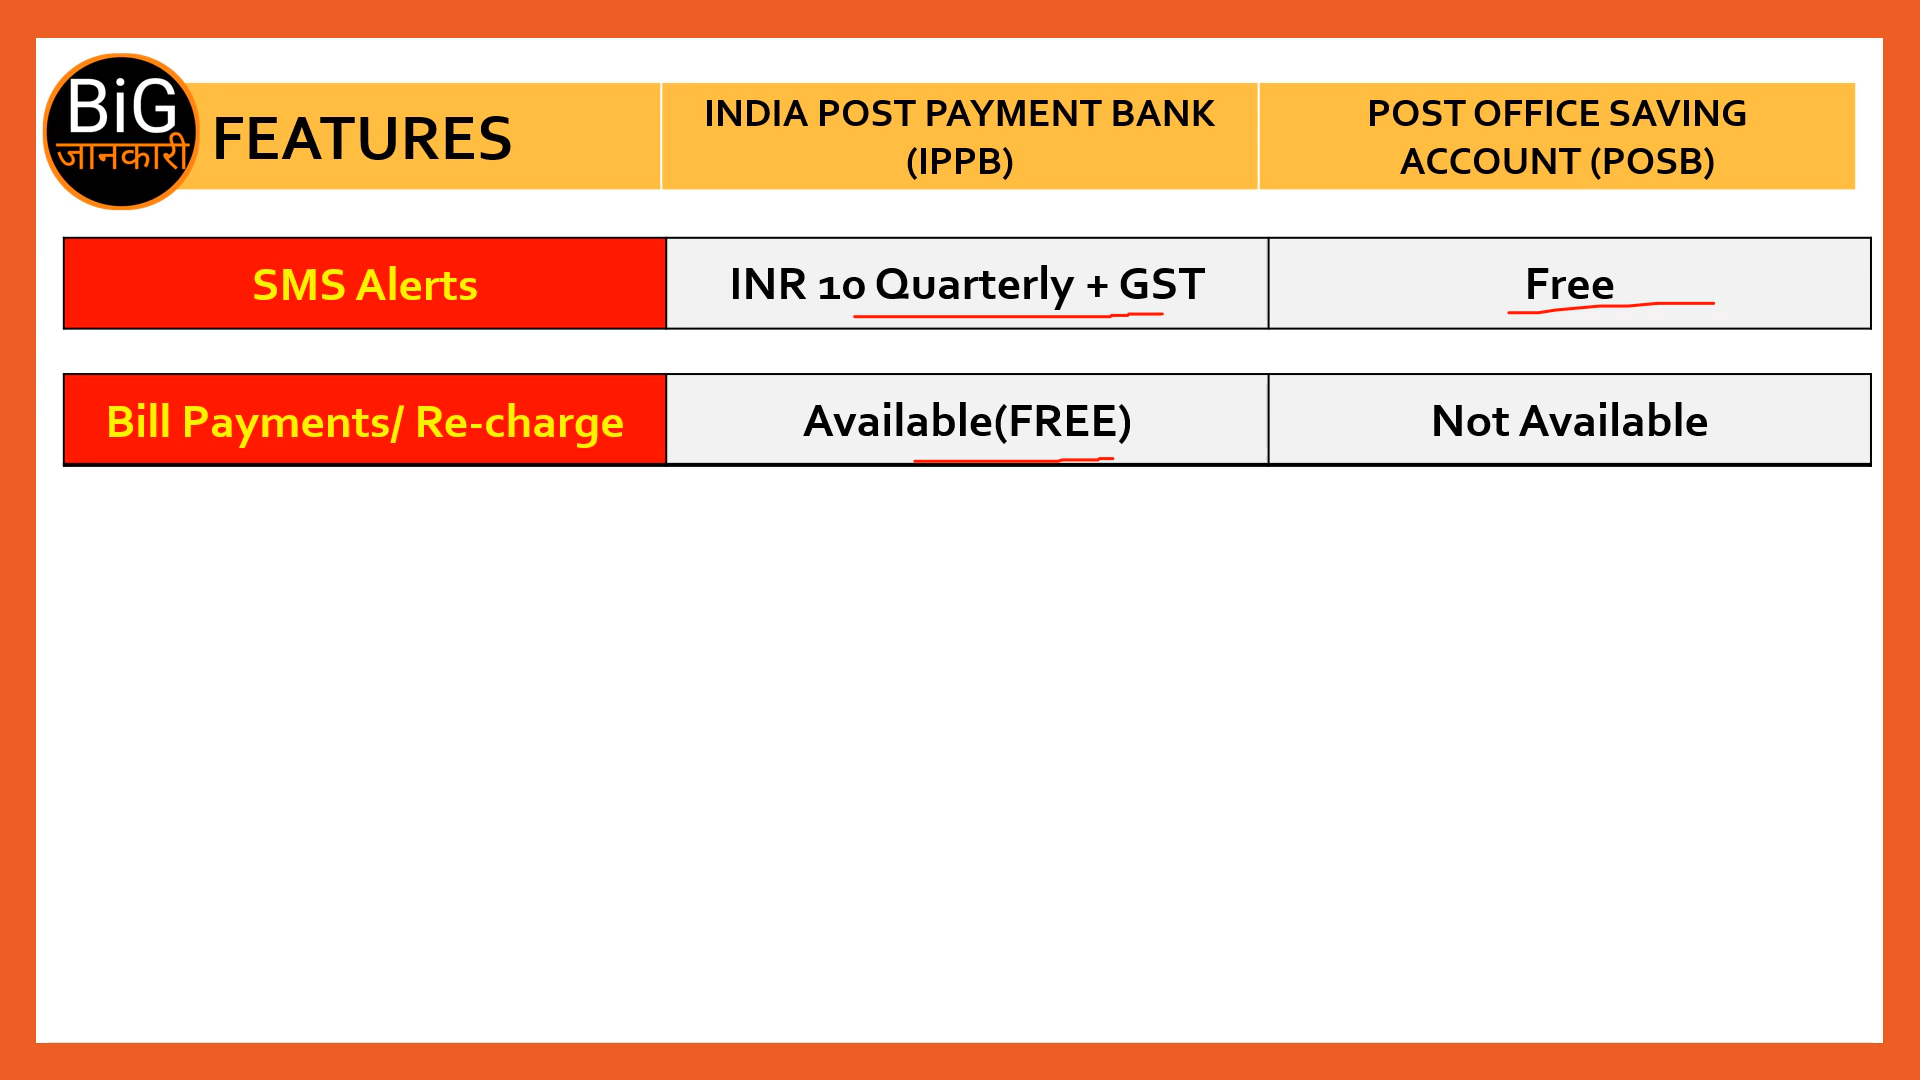 BiG
जानकारी
FEATURES
INDIA POST PAYMENT BANK
(IPPB)
POST OFFICE SAVING
ACCOUNT (POSB)
SMS Alerts
INR 10 Quarterly + GST
Free
Bill Payments/ Re-charge
Available(FREE)
Not Available